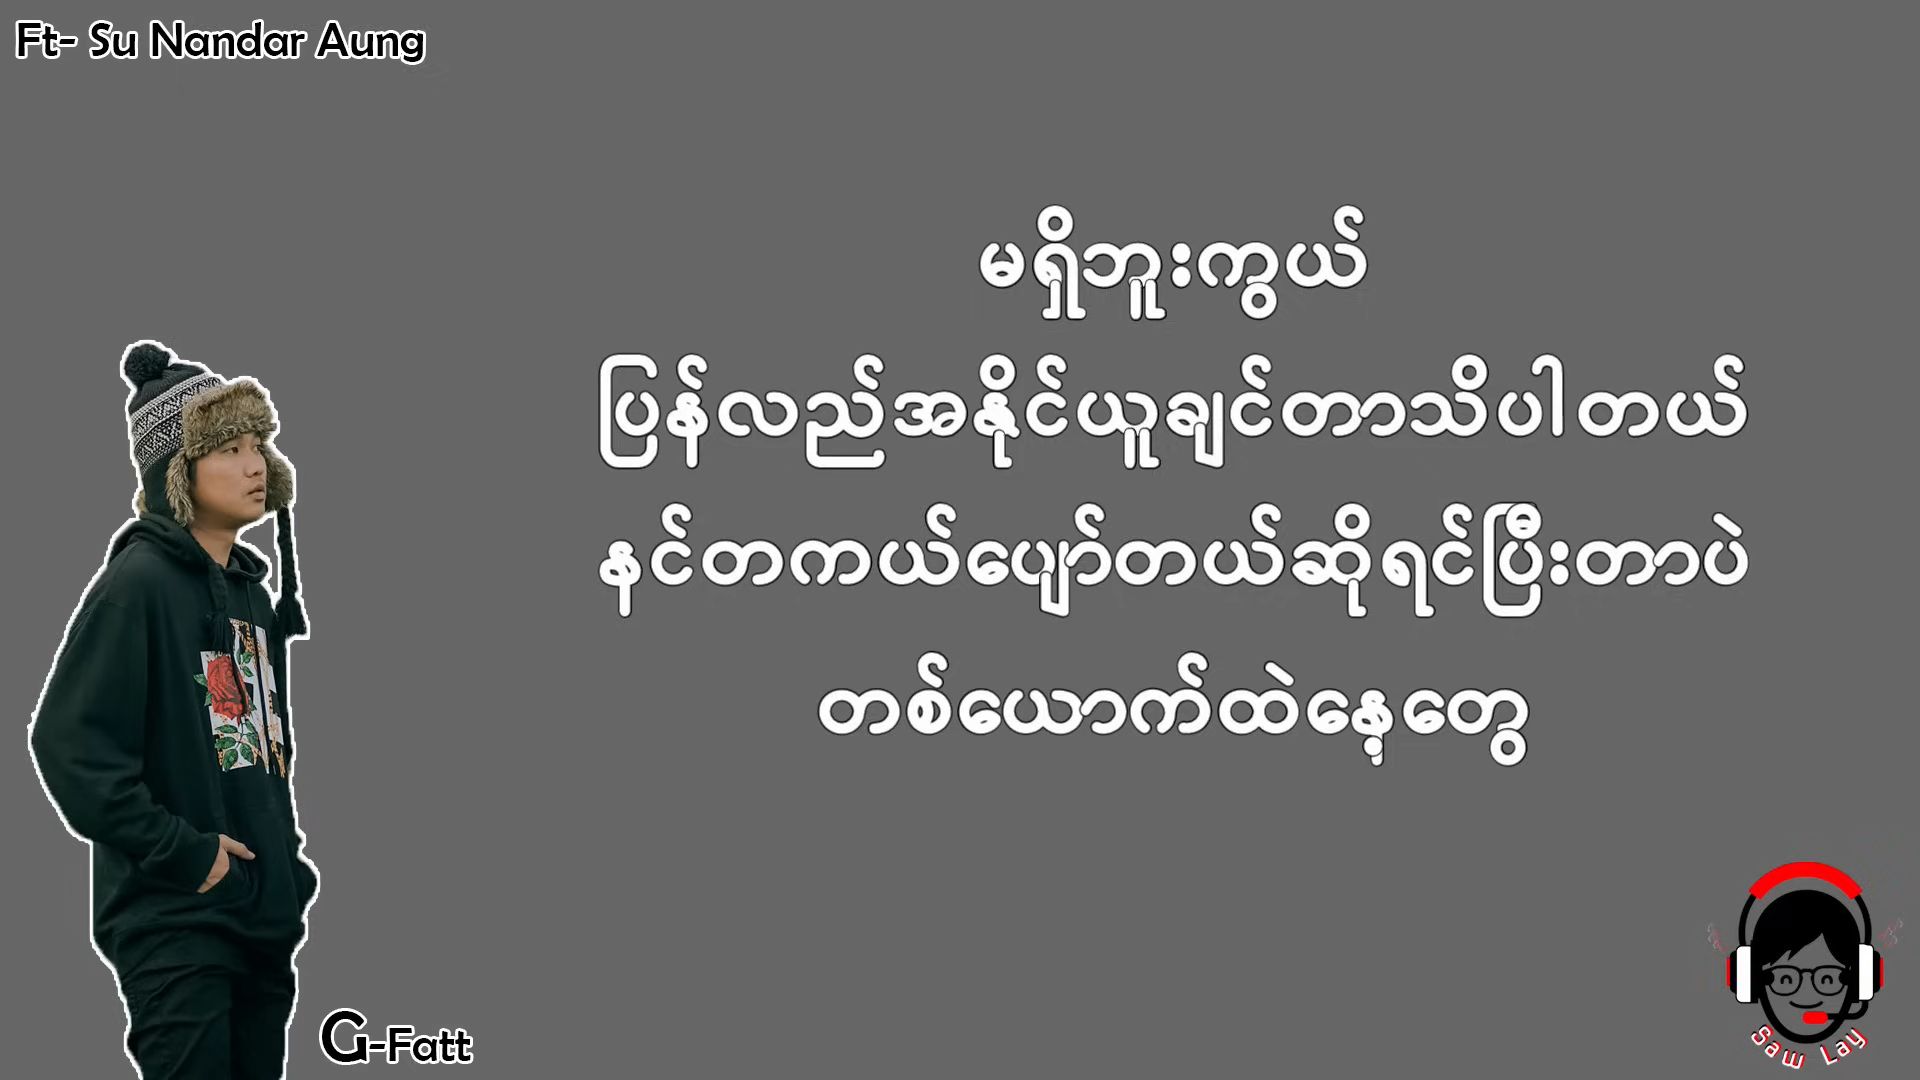 Ft- Su Nandar Aung
မရှိဘူးကွယ်
ပြန်လည်အနိုင်ယူချင်တာသိပါတယ်
နင်တကယ်ပျော်တယ်ဆိုရင်ပြီးတာပဲ
တစ်ယောက်ထဲနေ့တွေ
G-Fatt
Saw Lay